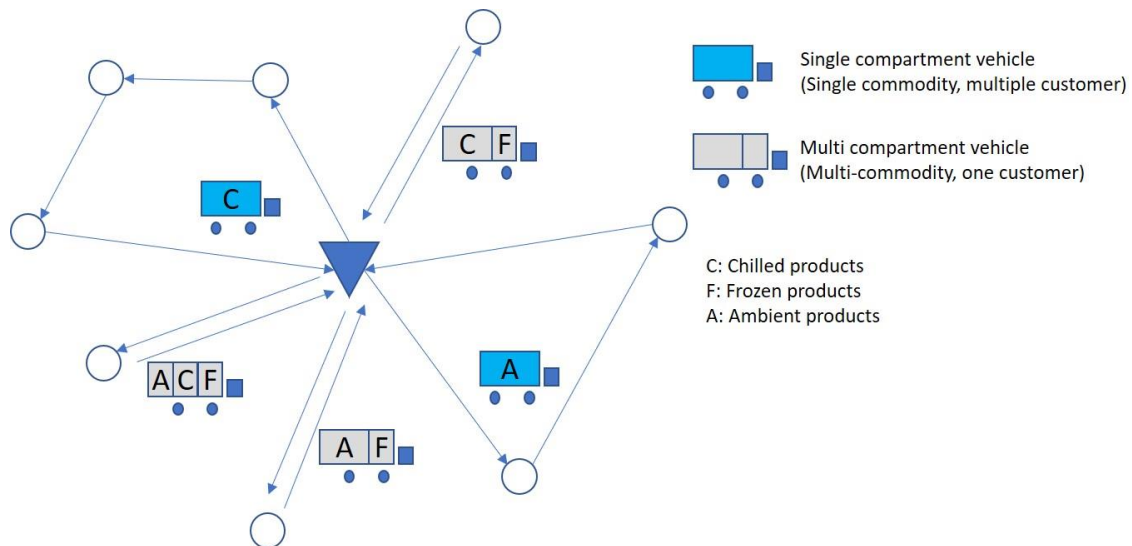 Single compartment vehicle
(Single commodity, multiple customer)
C F
Multi compartment vehicle
(Multi-commodity, one customer)
C
C: Chilled products
F: Frozen products
A: Ambient products
A C F
A
A F